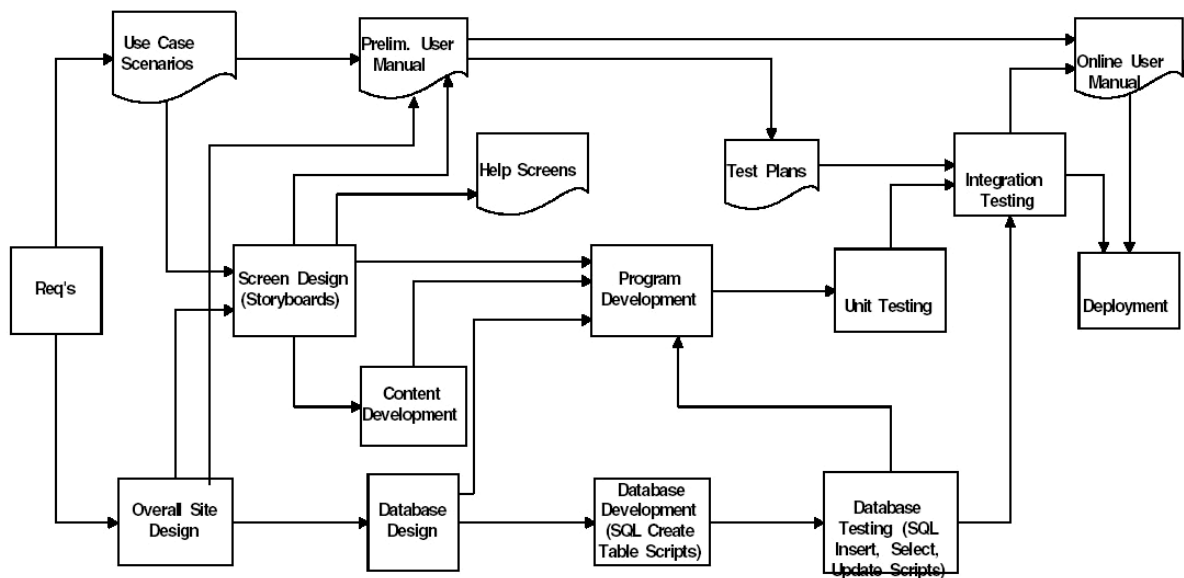 Use Case
Scenarios
Prelim. User
Manual
Online User
Manual
Help Screens
Test Plans
Integration
Testing
Req's
Screen Design
(Storyboards)
Program
Development
Unit Testing
Deployment
Content
Development
Overall Site
Design
Database
Design
Database
Development
(SQL Create
Table Scripts)
Database
Testing (SQL
Insert, Select,
Update Scripts)